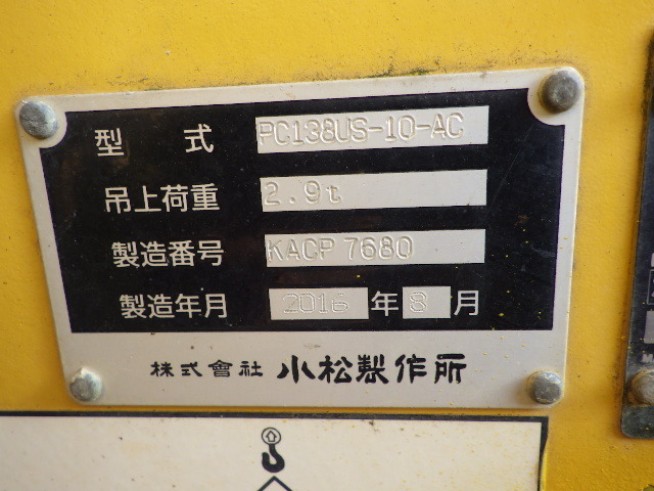 型 式 PC138US-10-AC
吊上荷重 2.9t
製造番号 KACP 7680
製造年月 2016 年 8 月
株式會社 小松製作所